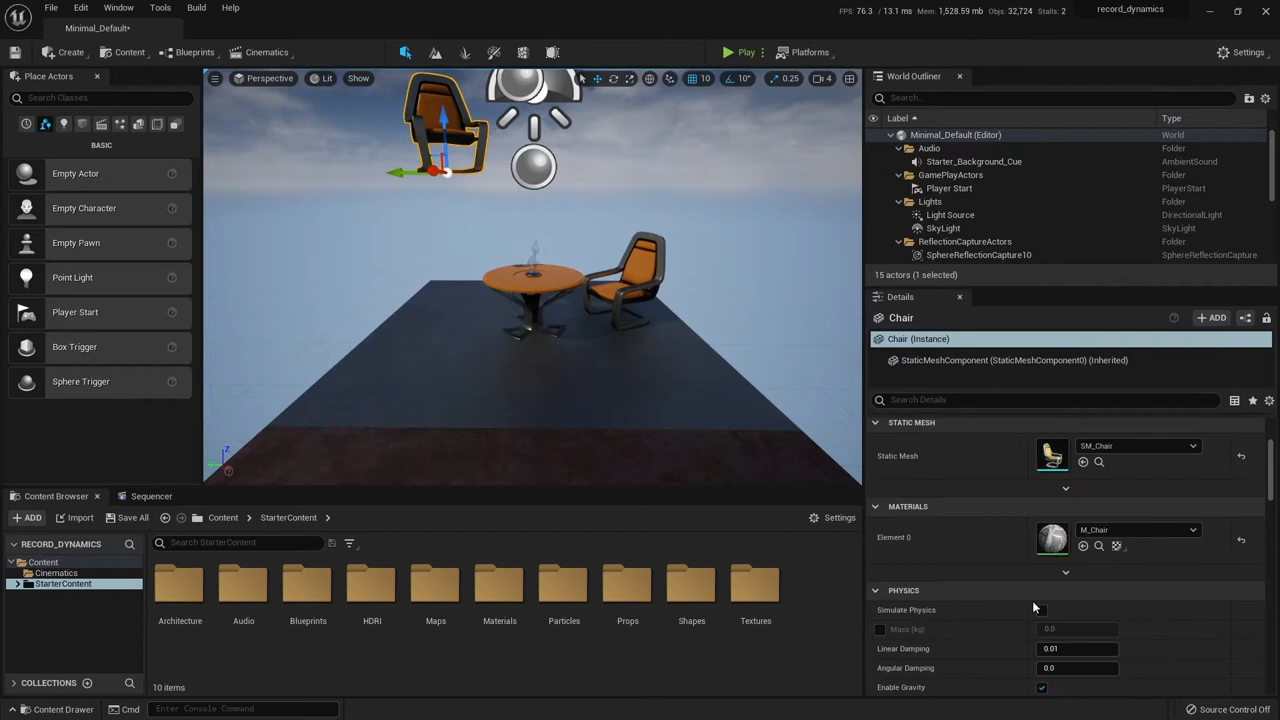 File Edit Window Tools Build Help
FPS: 76.3 / 13.1 ms Mem: 1,528.59 mb Objs: 32,724 Stalls: 2
record_dynamics
Minimal_Default*
Create Content Blueprints Cinematics Play Platforms Settings
Place Actors
Search Classes
BASIC
Empty Actor
Empty Character
Empty Pawn
Point Light
Player Start
Box Trigger
Sphere Trigger
Perspective Lit Show 10 10° 0.25 4
Z
World Outliner
Search...
Label Type
Minimal_Default (Editor) World
Audio Folder
Starter_Background_Cue AmbientSound
GamePlayActors Folder
Player Start PlayerStart
Lights Folder
Light Source DirectionalLight
SkyLight SkyLight
ReflectionCaptureActors Folder
SphereReflectionCapture10 SphereReflectionCapture
15 actors (1 selected)
Details
Chair
+ ADD
Chair (Instance)
StaticMeshComponent (StaticMeshComponent0) (Inherited)
Search Details
STATIC MESH
Static Mesh SM_Chair
MATERIALS
Element 0 M_Chair
PHYSICS
Simulate Physics
Mass (kg) 0.0
Linear Damping 0.01
Angular Damping 0.0
Enable Gravity
Content Browser Sequencer
ADD Import Save All Content StarterContent Settings
RECORD_DYNAMICS
Content
Cinematics
StarterContent
COLLECTIONS
Search StarterContent
Architecture Audio Blueprints HDRI Maps Materials Particles Props Shapes Textures
10 items
Content Drawer Cmd Enter Console Command Source Control Off